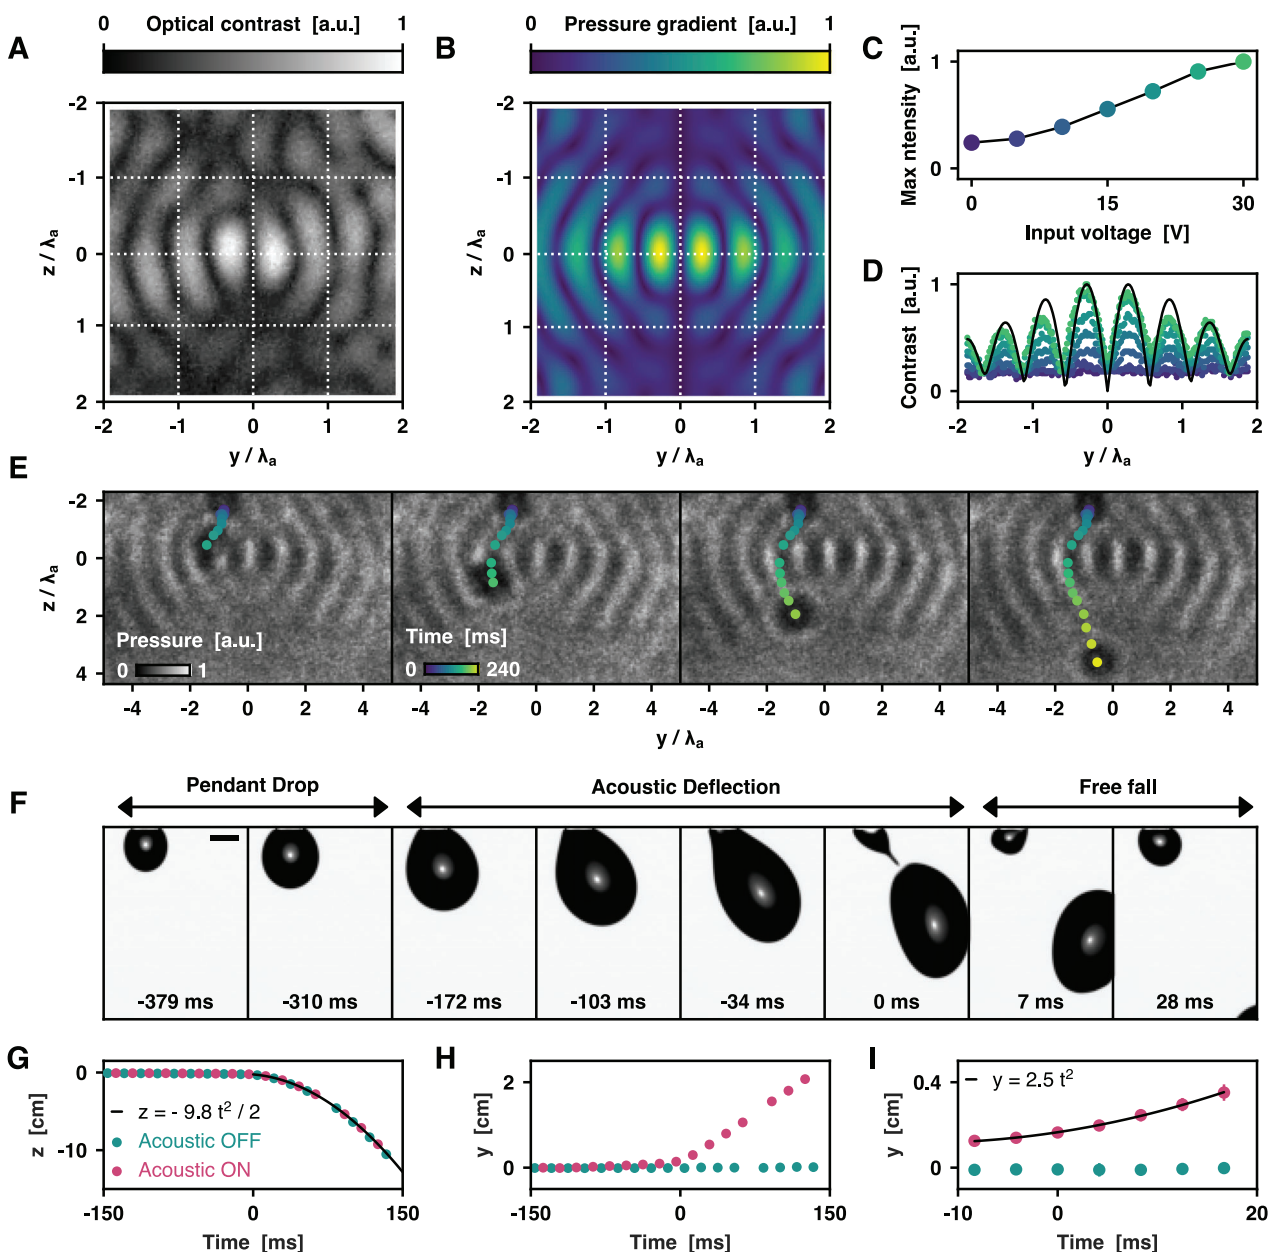 A
0 Optical contrast [a.u.] 1
-2
-1
0
1
2
z / λa
-2 -1 0 1 2
y / λa
B
0 Pressure gradient [a.u.] 1
-2
-1
0
1
2
z / λa
-2 -1 0 1 2
y / λa
C
Max ntensity [a.u.]
1
0
0 15 30
Input voltage [V]
D
Contrast [a.u.]
1
0
-2 -1 0 1 2
y / λa
E
z / λa
-2
0
2
4
Pressure [a.u.]
0 1
Time [ms]
0 240
-4 -2 0 2 4
-4 -2 0 2 4
-4 -2 0 2 4
-4 -2 0 2 4
y / λa
F
Pendant Drop
Acoustic Deflection
Free fall
-379 ms
-310 ms
-172 ms
-103 ms
-34 ms
0 ms
7 ms
28 ms
G
z [cm]
0
-10
z = - 9.8 t² / 2
Acoustic OFF
Acoustic ON
-150 0 150
Time [ms]
H
y [cm]
2
0
-150 0 150
Time [ms]
I
y [cm]
0.4
0
y = 2.5 t²
-10 0 20
Time [ms]